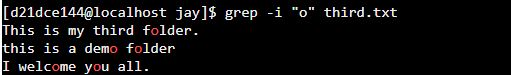 [d21dce144@localhost jay]$ grep -i "o" third.txt
This is my third folder.
this is a demo folder
I welcome you all.